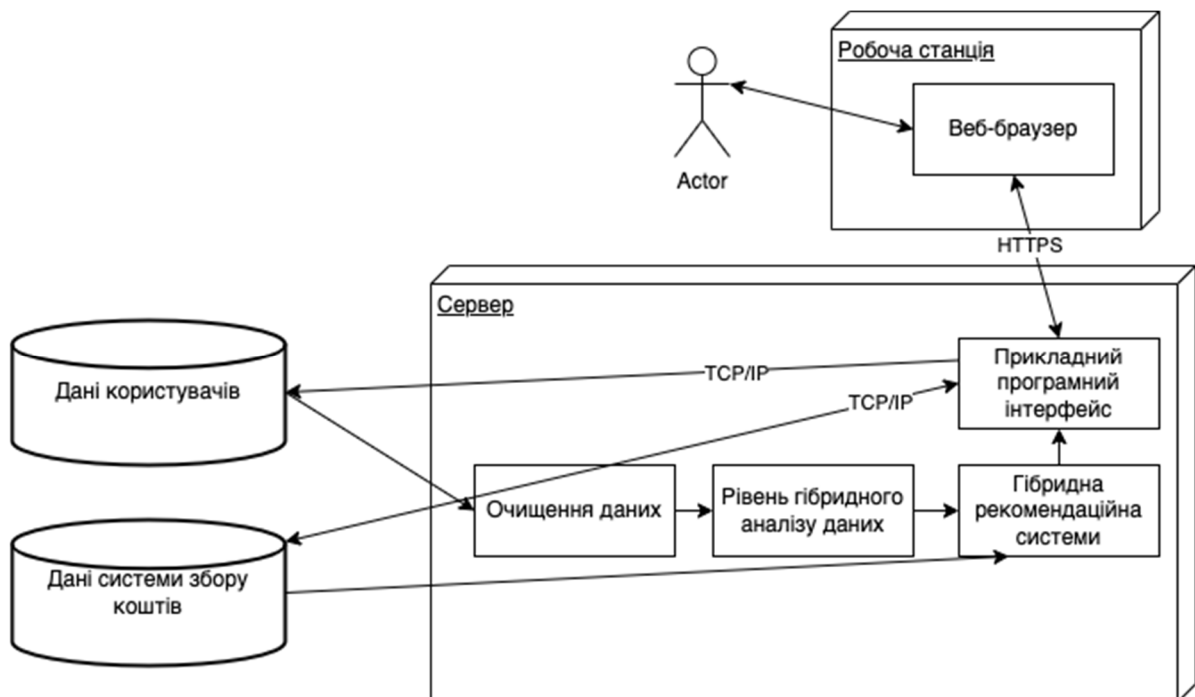 Робоча станція
Веб-браузер
Actor
HTTPS
Сервер
Прикладний
програмний
інтерфейс
TCP/IP
Дані користувачів
TCP/IP
Очищення даних
Рівень гібридного
аналізу даних
Гібридна
рекомендаційна
системи
Дані системи збору
коштів